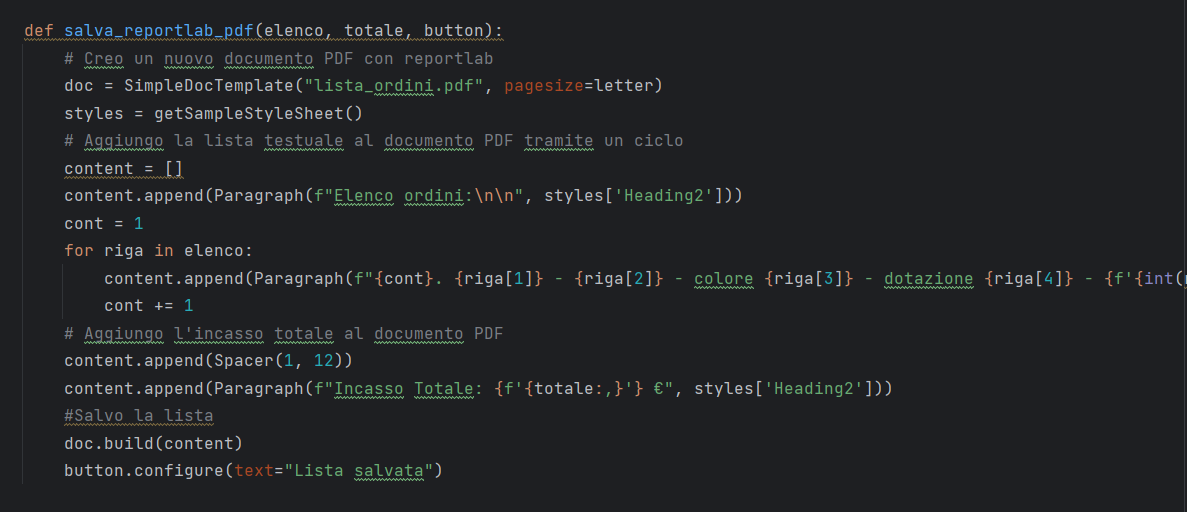 def salva_reportlab_pdf(elenco, totale, button):
    # Creo un nuovo documento PDF con reportlab
    doc = SimpleDocTemplate("lista_ordini.pdf", pagesize=letter)
    styles = getSampleStyleSheet()
    # Aggiungo la lista testuale al documento PDF tramite un ciclo
    content = []
    content.append(Paragraph(f"Elenco ordini:\n\n", styles['Heading2']))
    cont = 1
    for riga in elenco:
        content.append(Paragraph(f"{cont}. {riga[1]} - {riga[2]} - colore {riga[3]} - dotazione {riga[4]} - {f'{int(
        cont += 1
    # Aggiungo l'incasso totale al documento PDF
    content.append(Spacer(1, 12))
    content.append(Paragraph(f"Incasso Totale: {f'{totale:,}'} €", styles['Heading2']))
    #Salvo la lista
    doc.build(content)
    button.configure(text="Lista salvata")